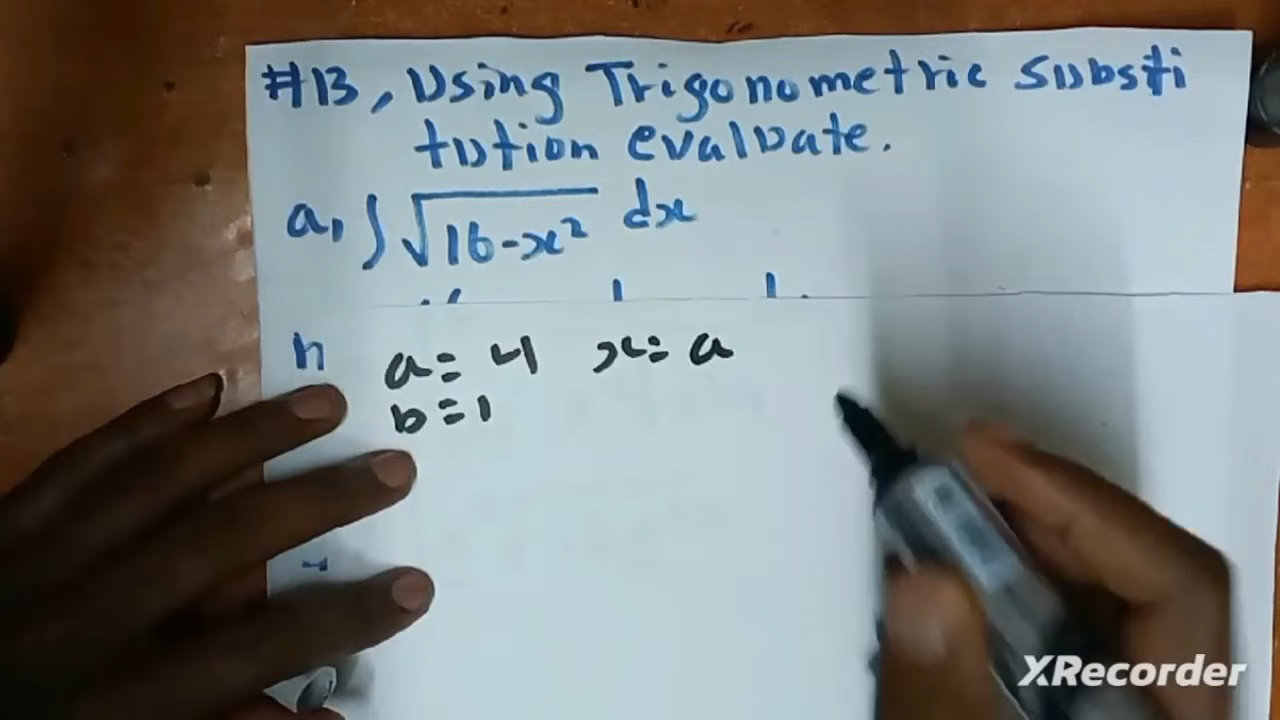 #13, Using Trigonometric Substi
tution evaluate.
a, ∫√16-x² dx
a = 4 x = a
b = 1
XRecorder